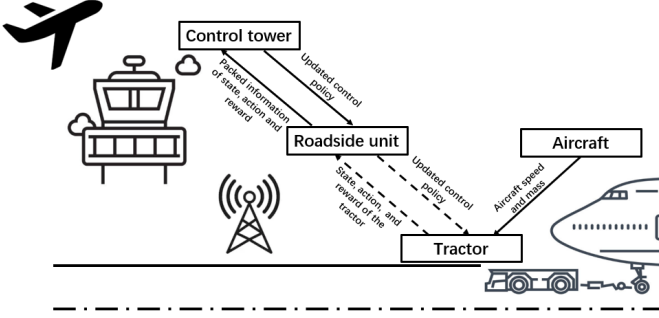 Control tower
Updated control
policy
Packed information
of state, action and
reward
Roadside unit
Aircraft
Updated control
policy
Aircraft speed
and mass
State, action, and
reward of the
tractor
Tractor